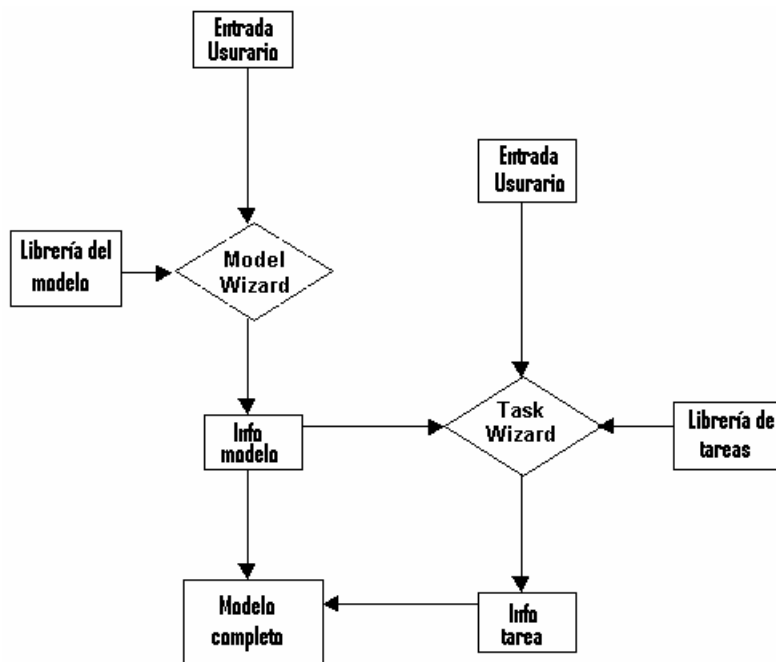 Entrada
Usurario
Entrada
Usurario
Librería del
modelo
Model
Wizard
Task
Wizard
Librería de
tareas
Info
modelo
Modelo
completo
Info
tarea